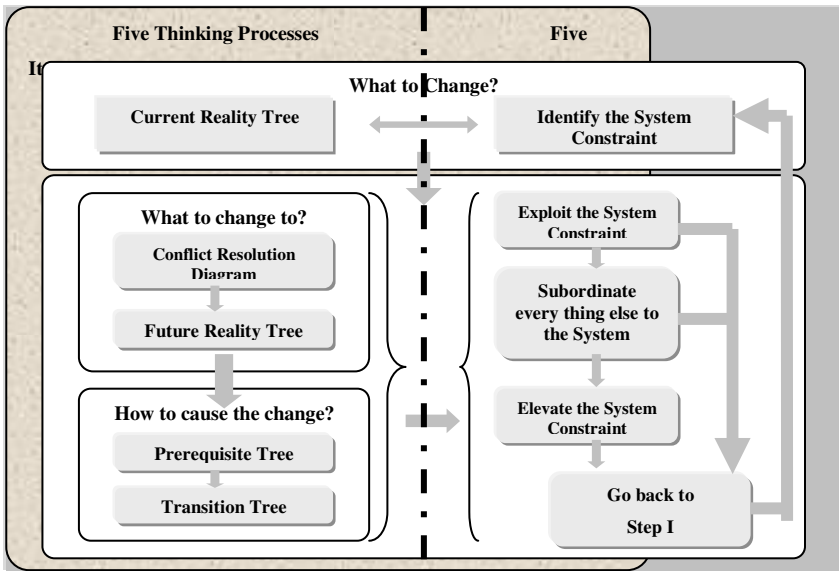 Five Thinking Processes
Five
It
What to Change?
Current Reality Tree
Identify the System
Constraint
What to change to?
Conflict Resolution
Diagram
Future Reality Tree
How to cause the change?
Prerequisite Tree
Transition Tree
Exploit the System
Constraint
Subordinate
every thing else to
the System
Elevate the System
Constraint
Go back to
Step I